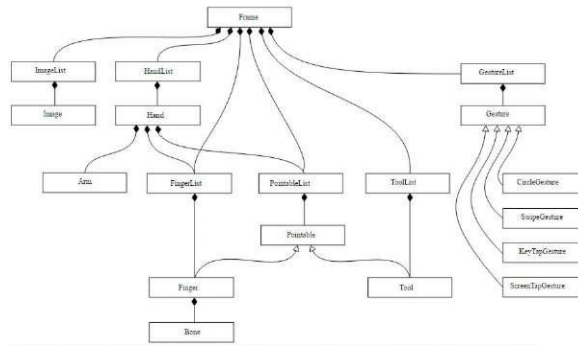 Frame
ImageList
HandList
GestureList
Image
Hand
Gesture
Arm
FingerList
PointableList
ToolList
CircleGesture
SwipeGesture
Pointable
KeyTapGesture
Finger
Tool
ScreenTapGesture
Bone